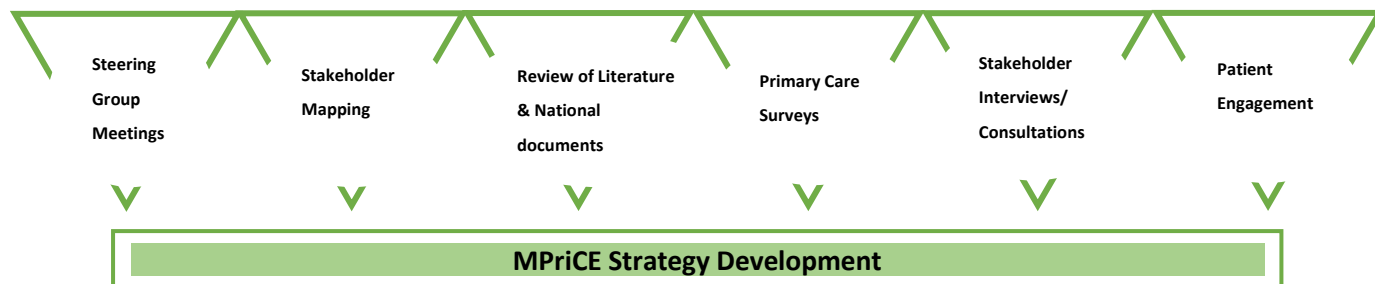 Steering
Group
Meetings
Stakeholder
Mapping
Review of Literature
& National
documents
Primary Care
Surveys
Stakeholder
Interviews/
Consultations
Patient
Engagement
MPriCE Strategy Development